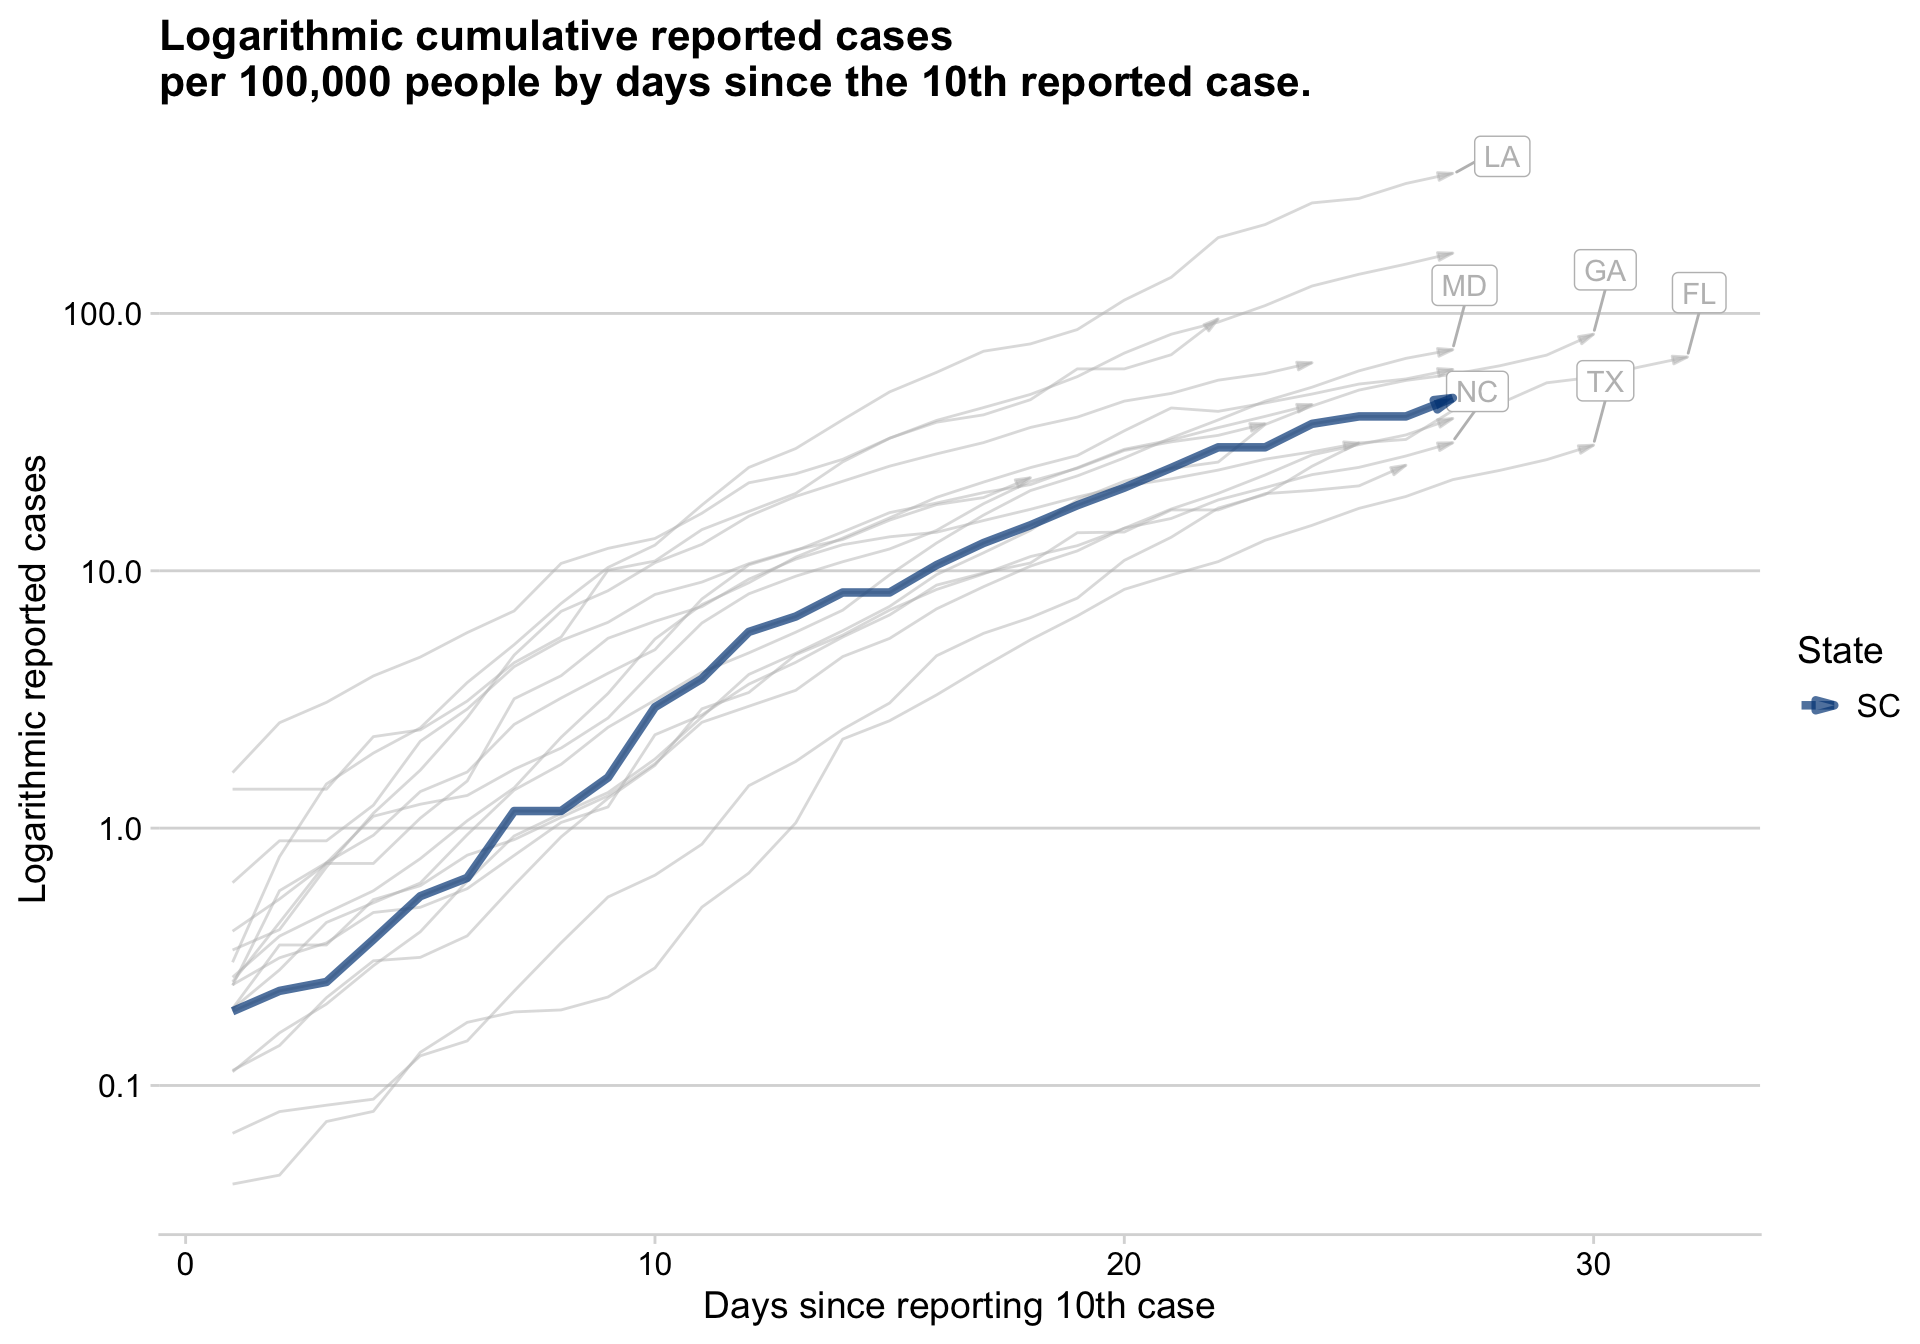 Logarithmic cumulative reported cases
per 100,000 people by days since the 10th reported case.
LA
GA
MD
FL
100.0
TX
NC
10.0
Logarithmic reported cases
State
SC
1.0
0.1
0
10
20
30
Days since reporting 10th case